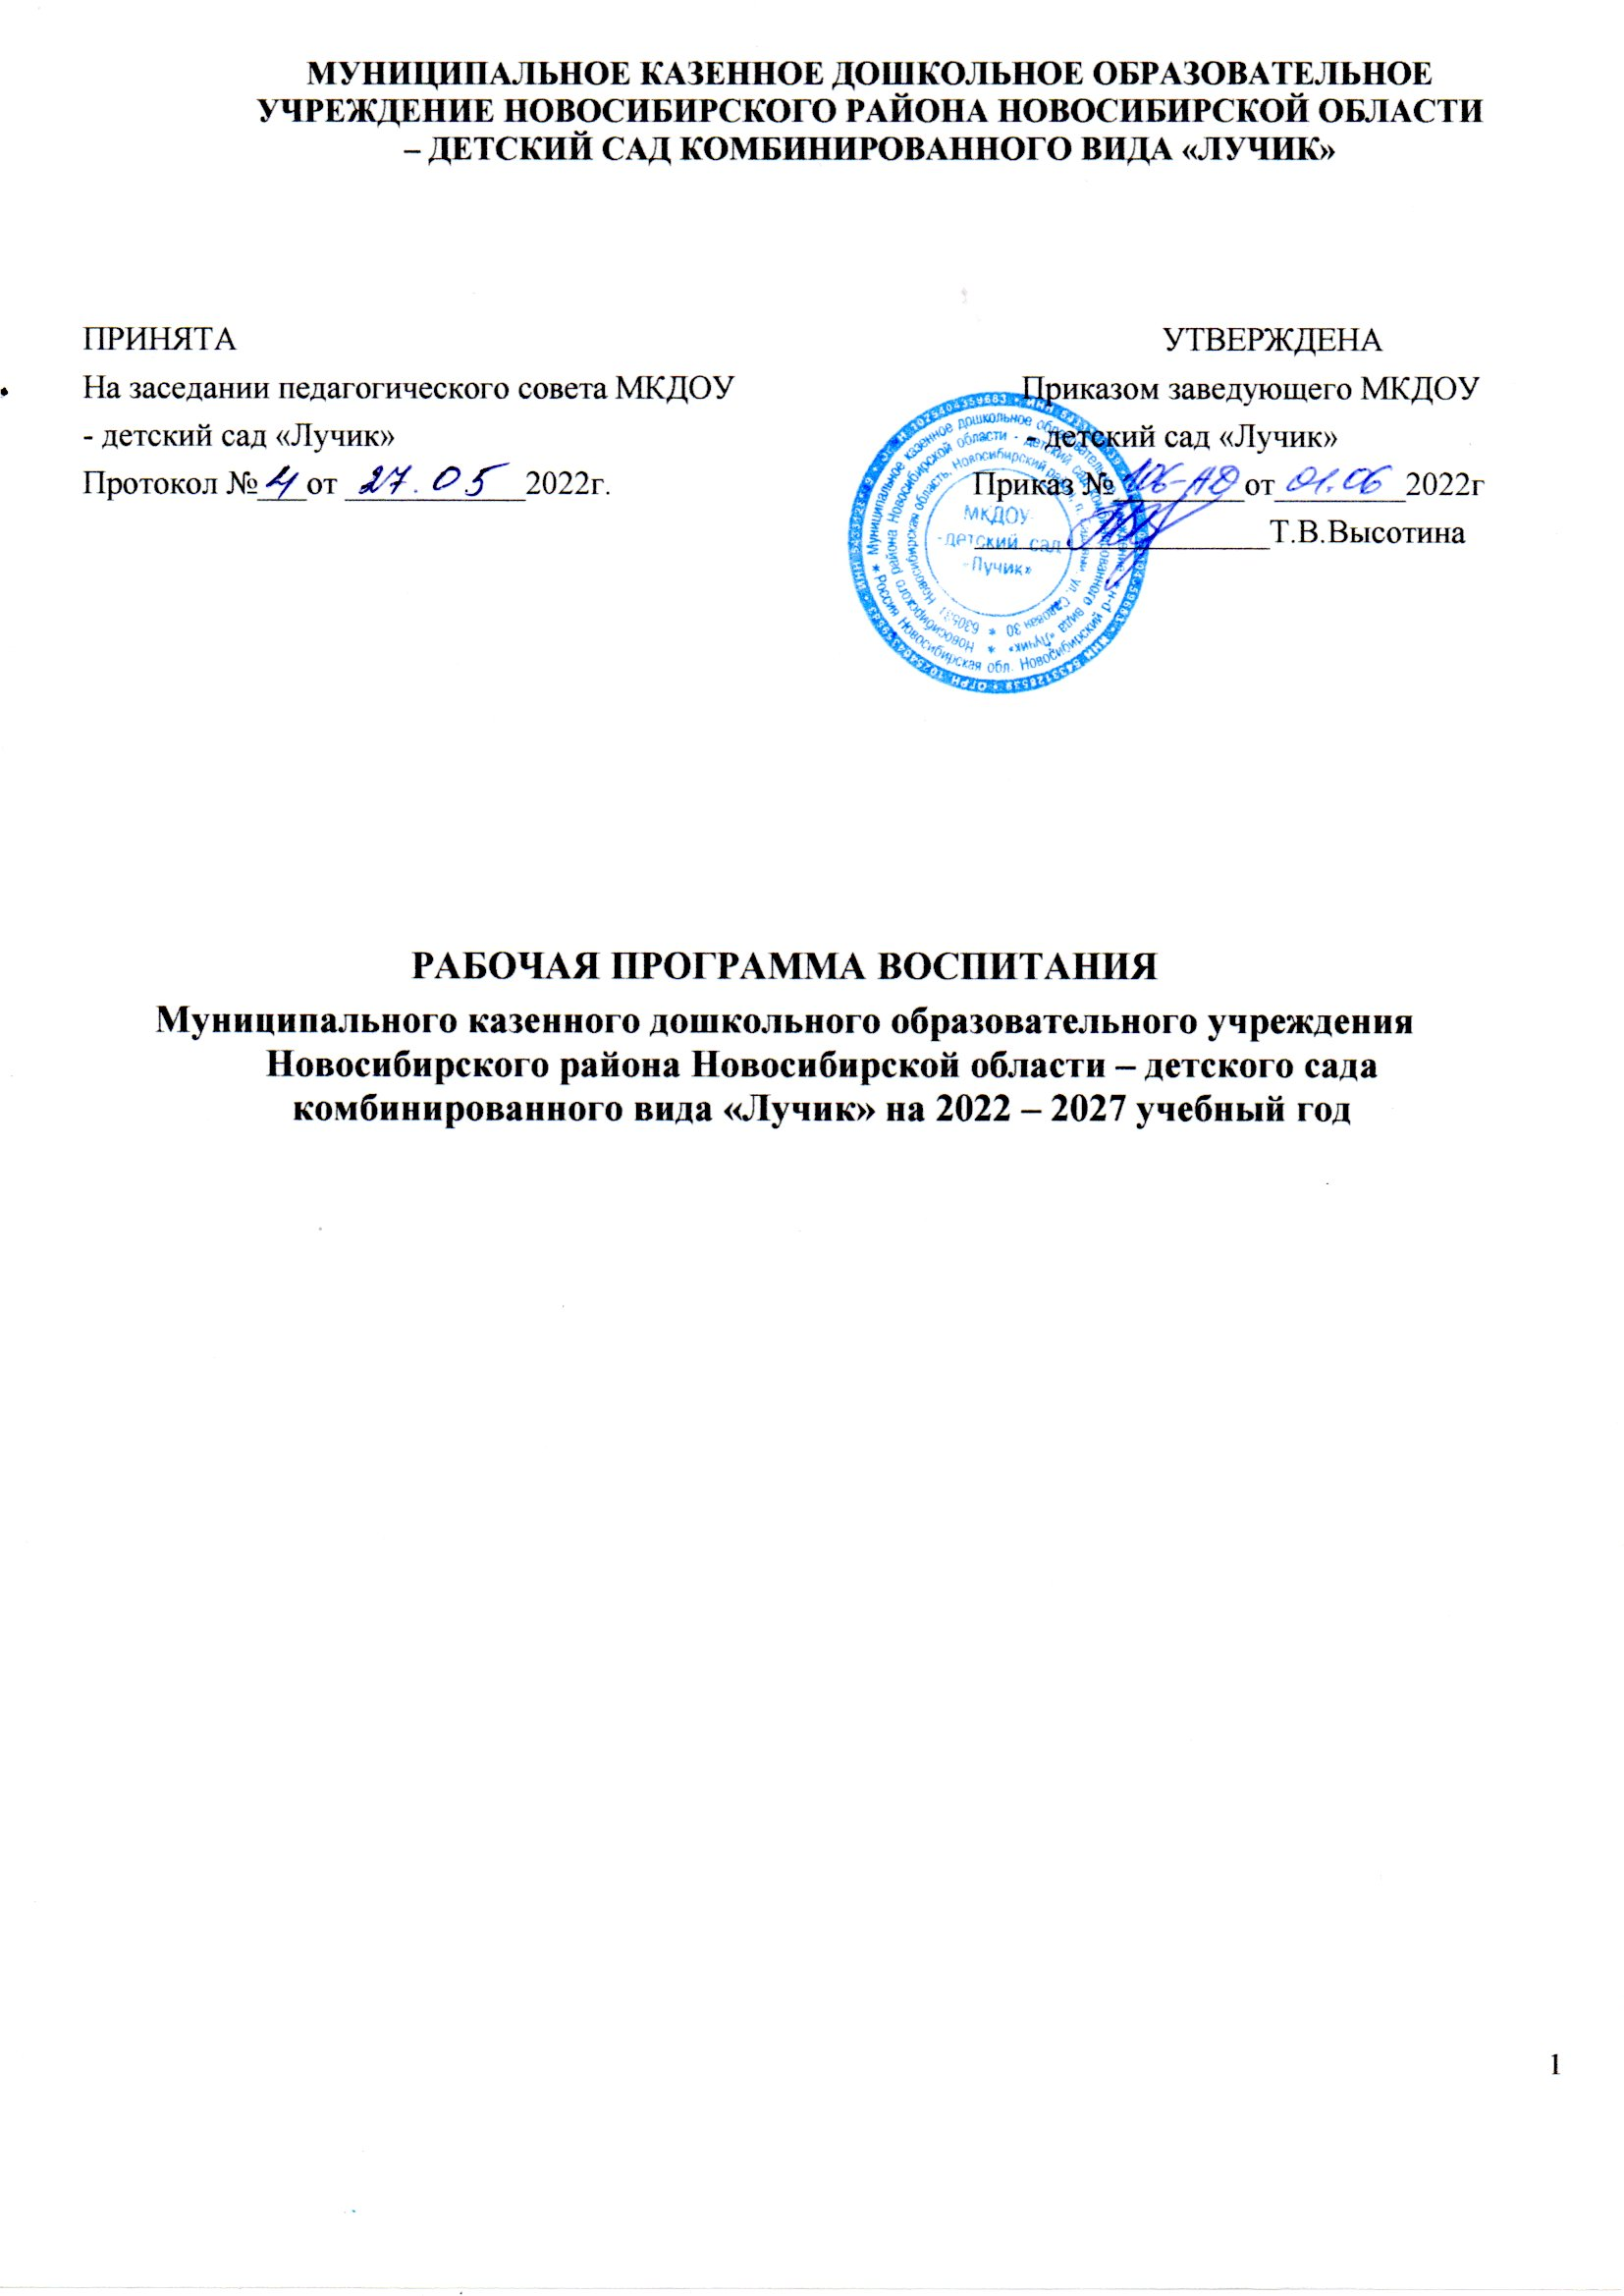 МУНИЦИПАЛЬНОЕ КАЗЕННОЕ ДОШКОЛЬНОЕ ОБРАЗОВАТЕЛЬНОЕ
УЧРЕЖДЕНИЕ НОВОСИБИРСКОГО РАЙОНА НОВОСИБИРСКОЙ ОБЛАСТИ
– ДЕТСКИЙ САД КОМБИНИРОВАННОГО ВИДА «ЛУЧИК»
ПРИНЯТА
На заседании педагогического совета МКДОУ
- детский сад «Лучик»
Протокол № 4 от 27.05 2022г.
УТВЕРЖДЕНА
Приказом заведующего МКДОУ
- детский сад «Лучик»
Приказ № 106-АД от 01.06 2022г
Т.В.Высотина
МКДОУ
-детский сад
«Лучик»
РАБОЧАЯ ПРОГРАММА ВОСПИТАНИЯ
Муниципального казенного дошкольного образовательного учреждения
Новосибирского района Новосибирской области – детского сада
комбинированного вида «Лучик» на 2022 – 2027 учебный год
1